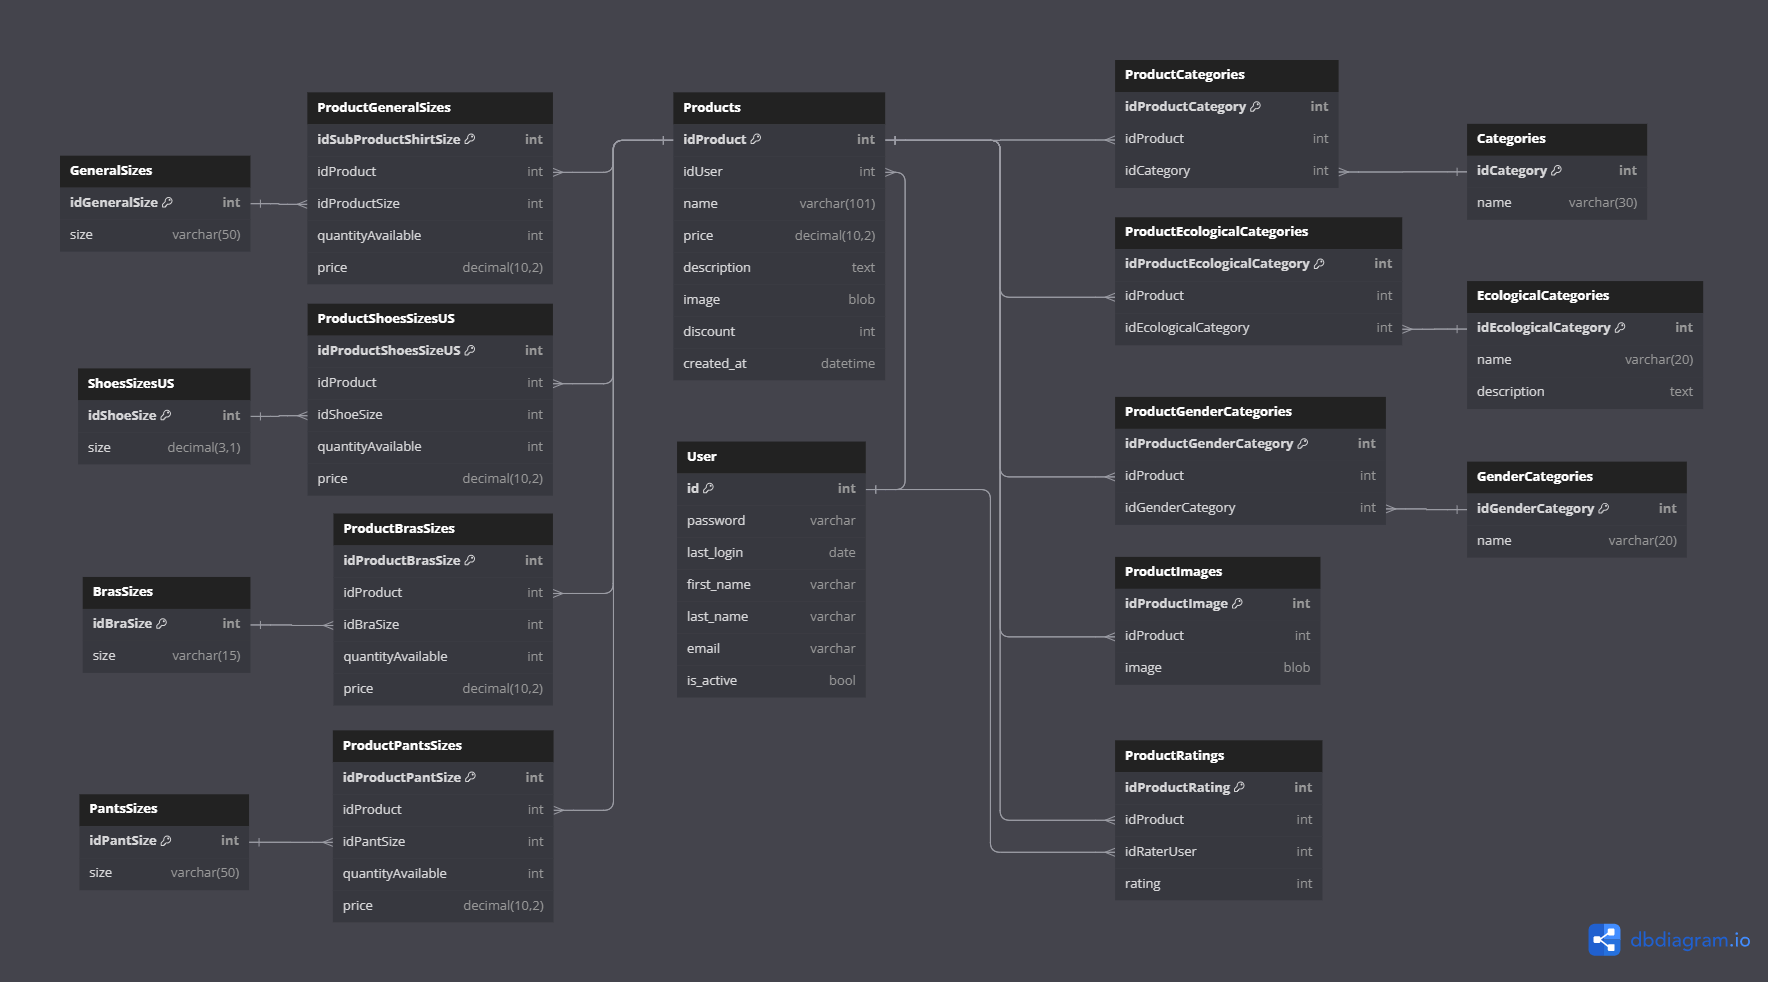 GeneralSizes
idGeneralSize int
size varchar(50)
ShoesSizesUS
idShoeSize int
size decimal(3,1)
BrasSizes
idBraSize int
size varchar(15)
PantsSizes
idPantSize int
size varchar(50)
ProductGeneralSizes
idSubProductShirtSize int
idProduct int
idProductSize int
quantityAvailable int
price decimal(10,2)
ProductShoesSizesUS
idProductShoesSizeUS int
idProduct int
idShoeSize int
quantityAvailable int
price decimal(10,2)
ProductBrasSizes
idProductBrasSize int
idProduct int
idBraSize int
quantityAvailable int
price decimal(10,2)
ProductPantsSizes
idProductPantSize int
idProduct int
idPantSize int
quantityAvailable int
price decimal(10,2)
Products
idProduct int
idUser int
name varchar(101)
price decimal(10,2)
description text
image blob
discount int
created_at datetime
User
id int
password varchar
last_login date
first_name varchar
last_name varchar
email varchar
is_active bool
ProductCategories
idProductCategory int
idProduct int
idCategory int
ProductEcologicalCategories
idProductEcologicalCategory int
idProduct int
idEcologicalCategory int
ProductGenderCategories
idProductGenderCategory int
idProduct int
idGenderCategory int
ProductImages
idProductImage int
idProduct int
image blob
ProductRatings
idProductRating int
idProduct int
idRaterUser int
rating int
Categories
idCategory int
name varchar(30)
EcologicalCategories
idEcologicalCategory int
name varchar(20)
description text
GenderCategories
idGenderCategory int
name varchar(20)
dbdiagram.io